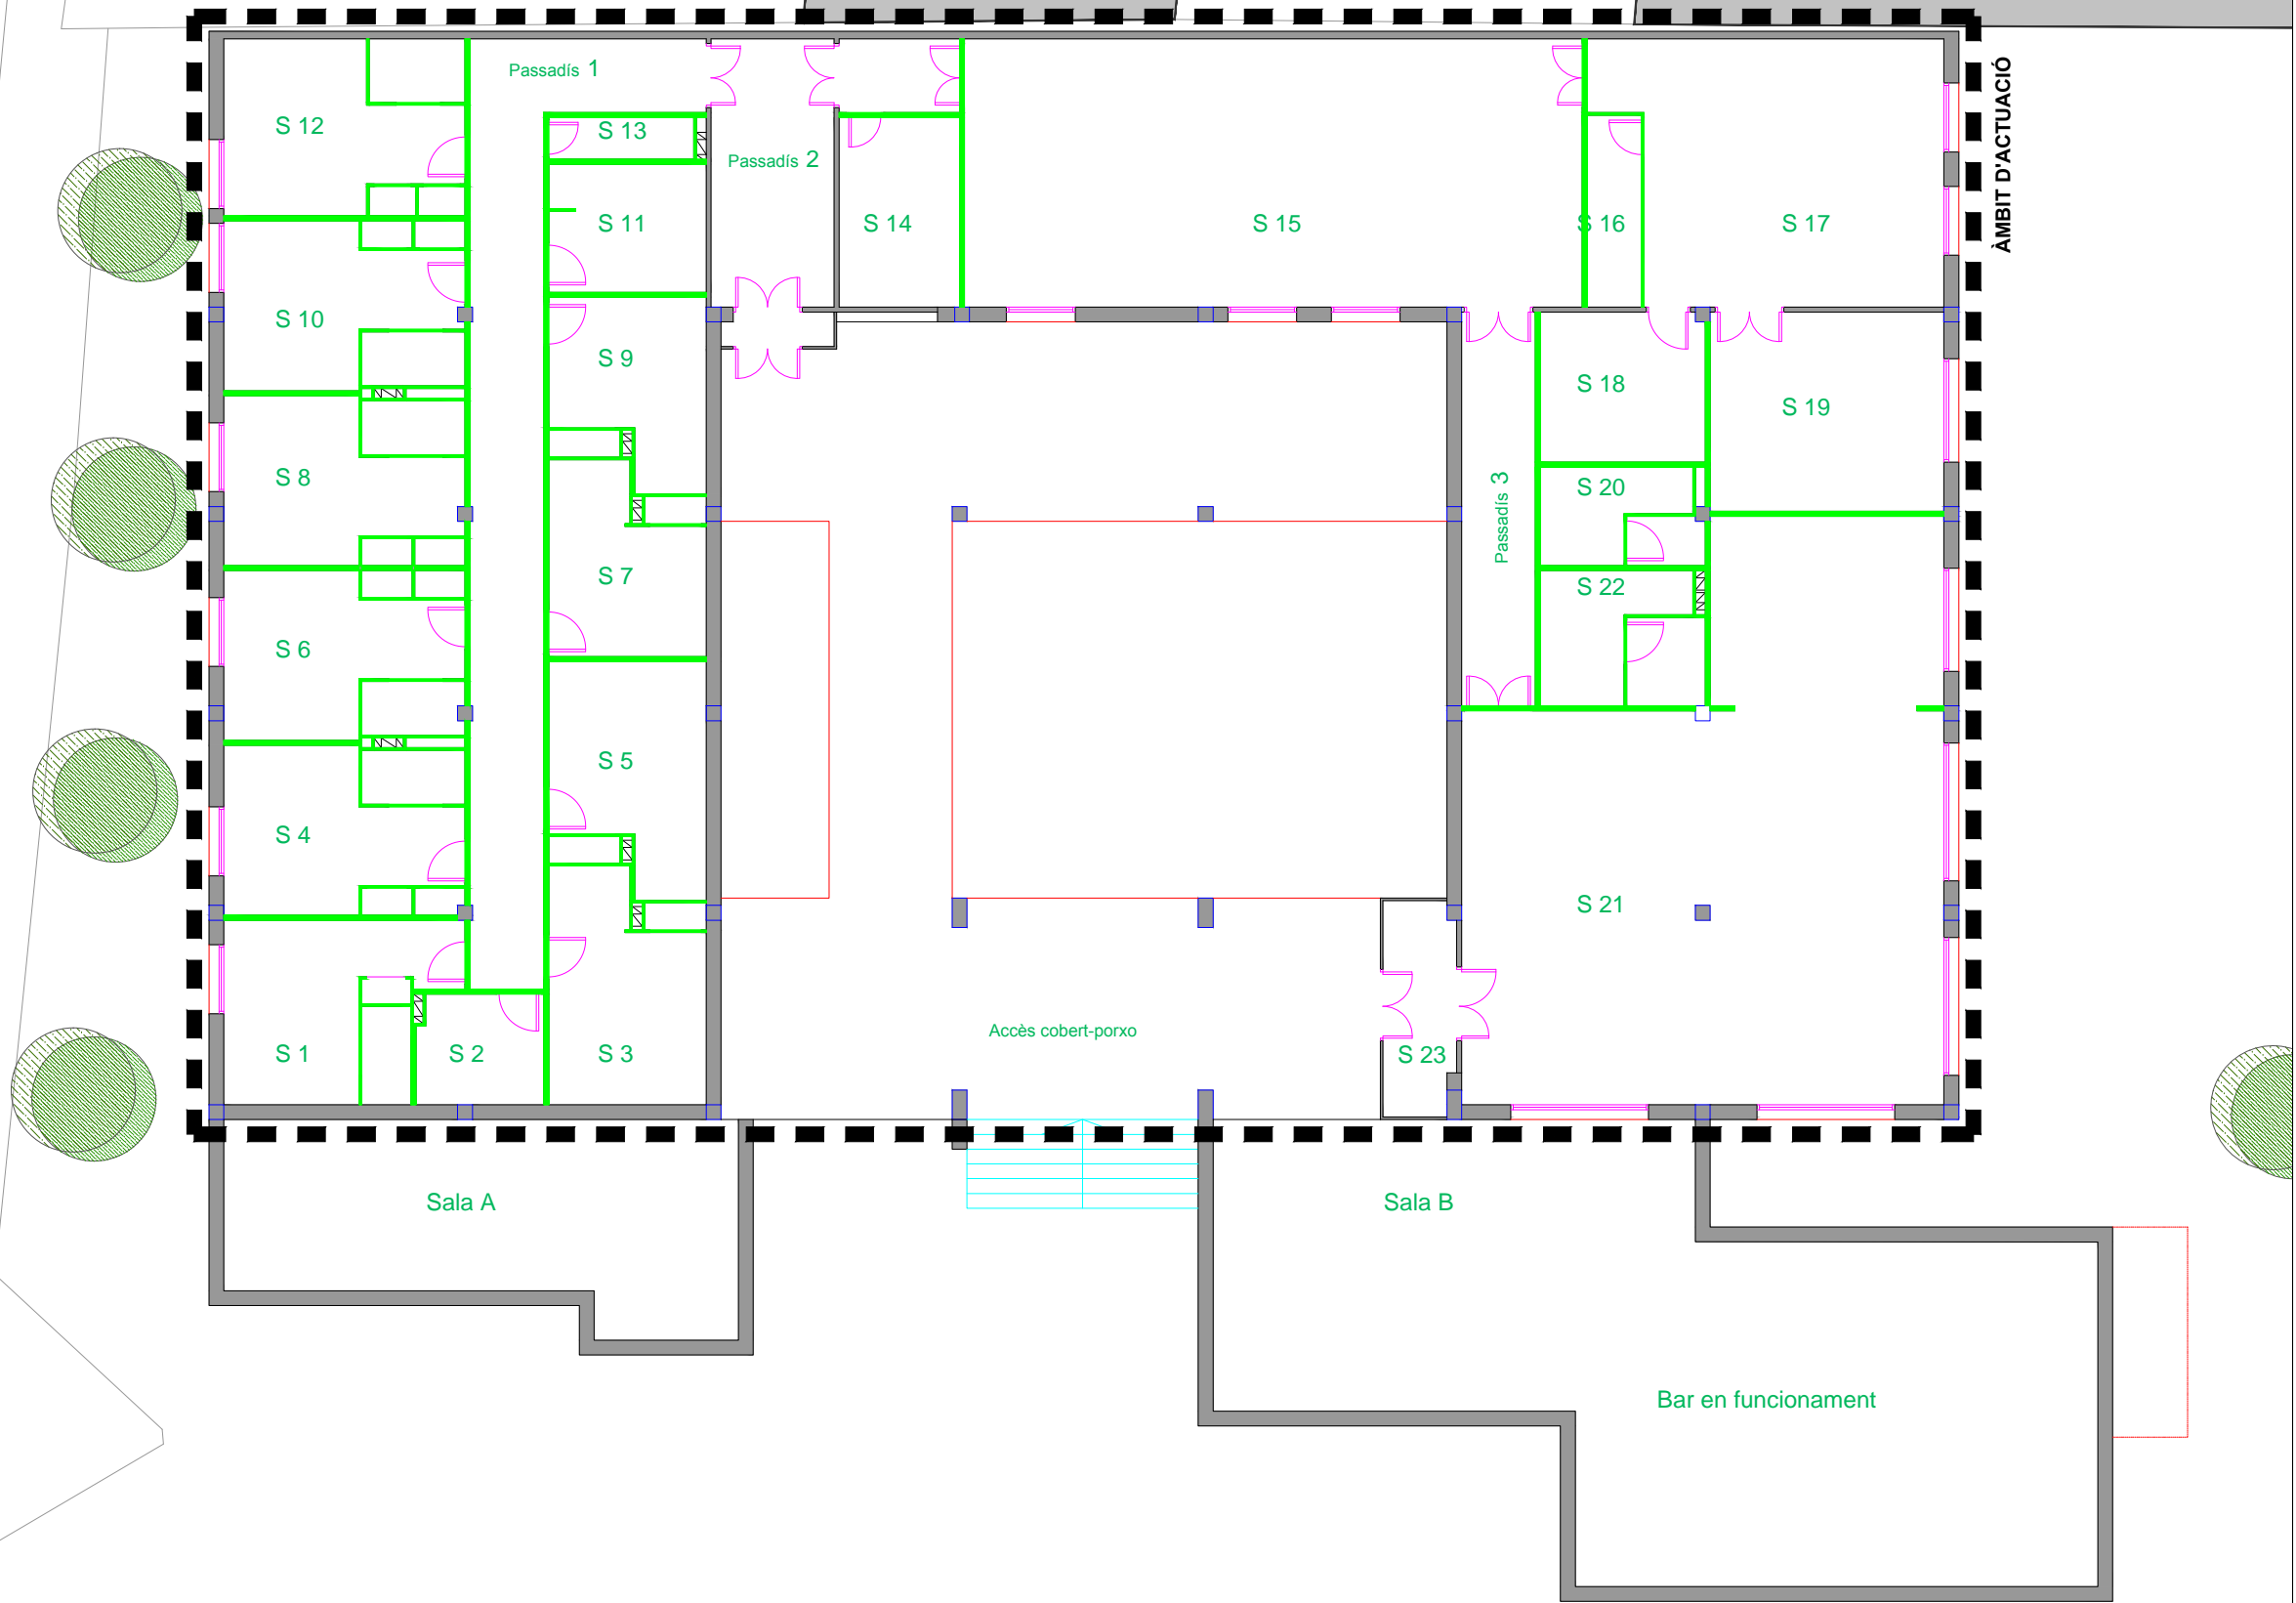 Passadís 1
ÀMBIT D'ACTUACIÓ
S 12
S 13
Passadís 2
S 11
S 14
S 15
S 16
S 17
S 10
S 9
S 18
S 19
S 8
S 20
Passadís 3
S 7
S 22
S 6
S 5
S 4
S 21
Accès cobert-porxo
S 1
S 2
S 3
S 23
Sala A
Sala B
Bar en funcionament